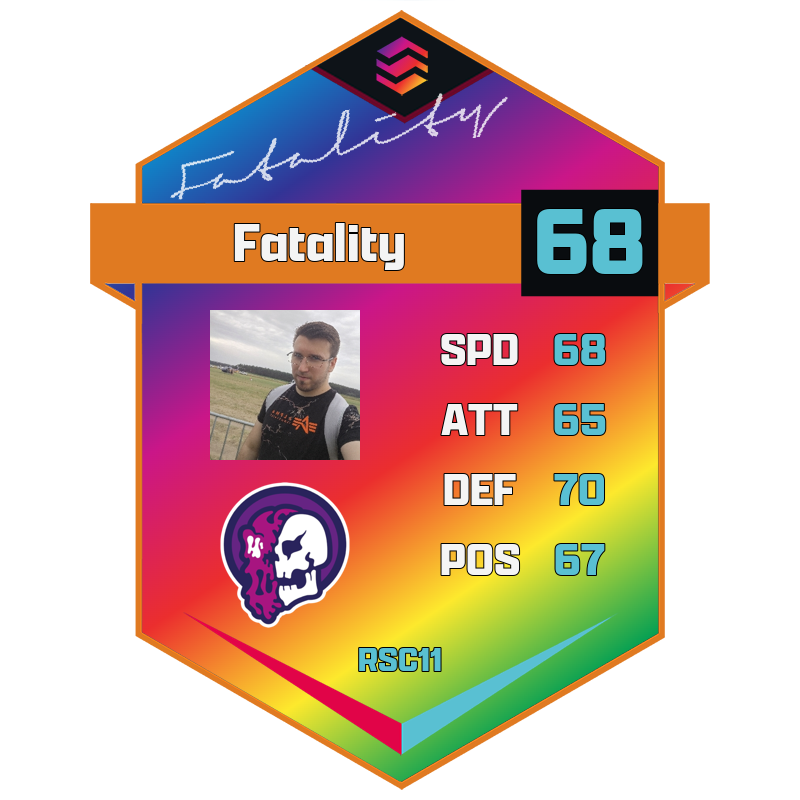 Fatality
Fatality 68
SPD 68
ATT 65
DEF 70
POS 67
RSC11